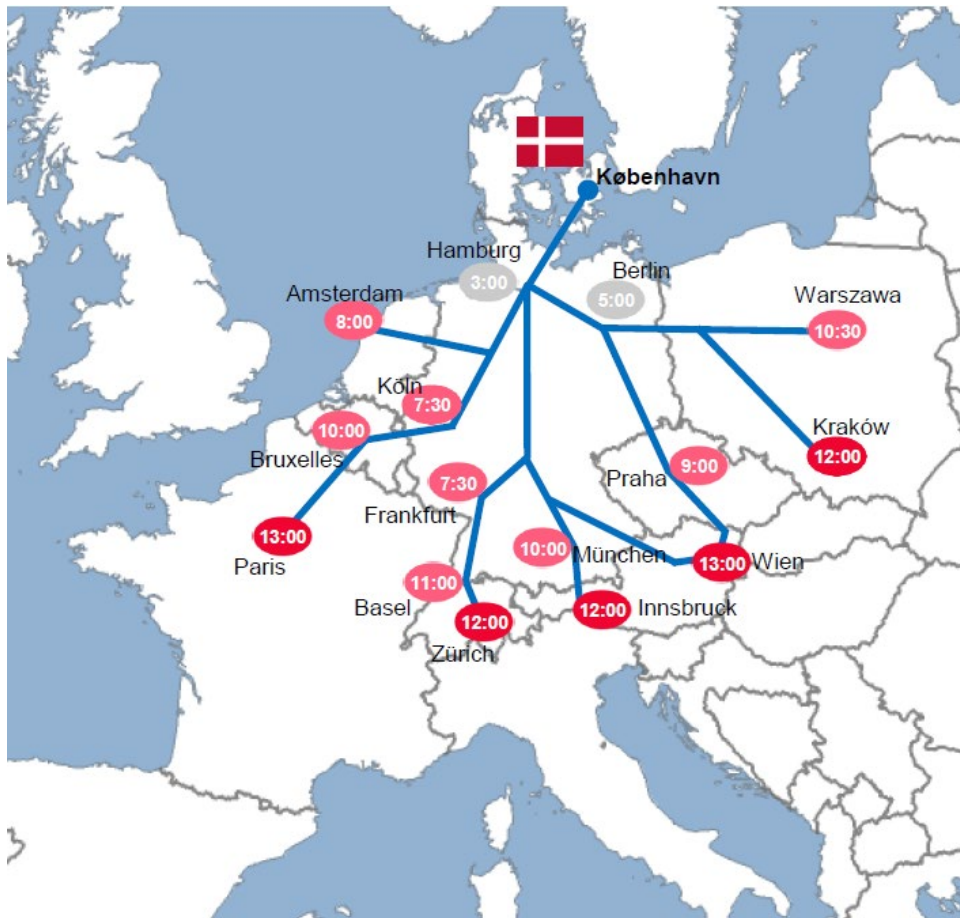 København
Hamburg
3:00
Berlin
5:00
Amsterdam
8:00
Warszawa
10:30
Köln
7:30
Kraków
12:00
10:00
Bruxelles
9:00
Praha
7:30
Frankfurt
13:00
Paris
10:00
München
13:00
Wien
11:00
Basel
12:00
Innsbruck
12:00
Zürich